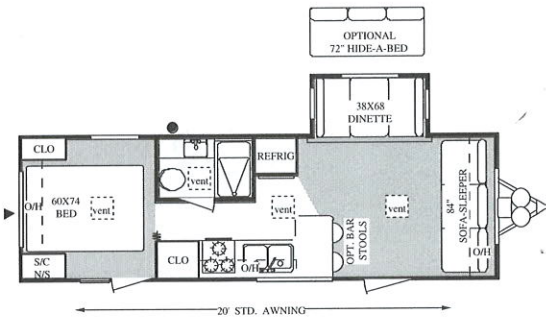 OPTIONAL
72" HIDE-A-BED
38X68
DINETTE
CLO
REFRIG
vent
O/H
60X74
BED
vent
vent
vent
84"
SOFA-SLEEPER
OPT. BAR
STOOLS
S/C
N/S
CLO
O/H
O/H
20' STD. AWNING